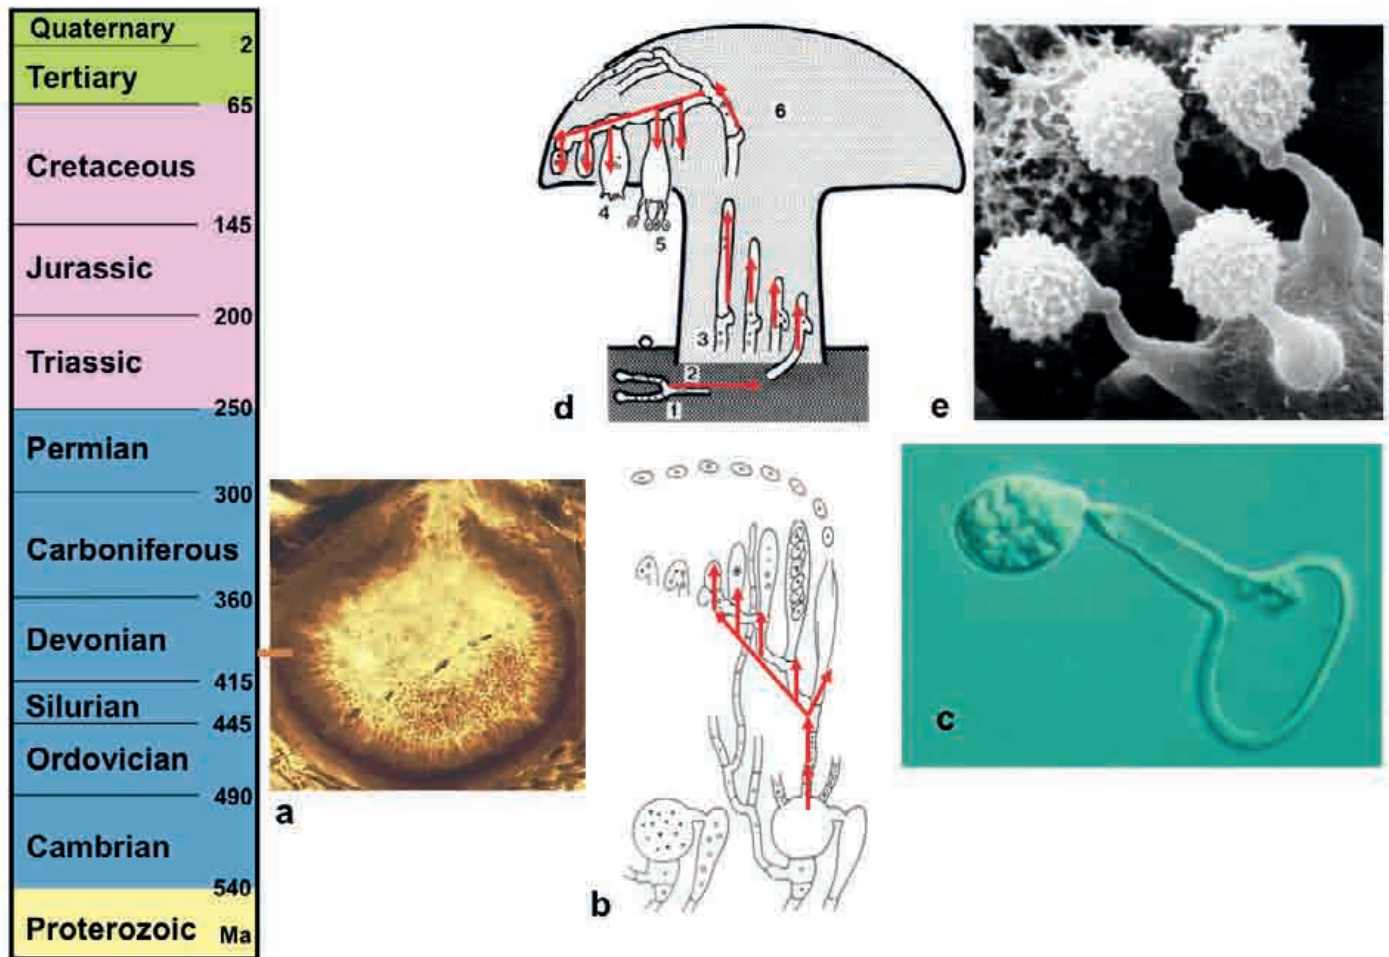 Quaternary
2
Tertiary
65
Cretaceous
145
Jurassic
200
Triassic
250
Permian
300
Carboniferous
360
Devonian
415
Silurian
445
Ordovician
490
Cambrian
540
Proterozoic Ma
a
6
4
5
3
2
1
d
e
b
c